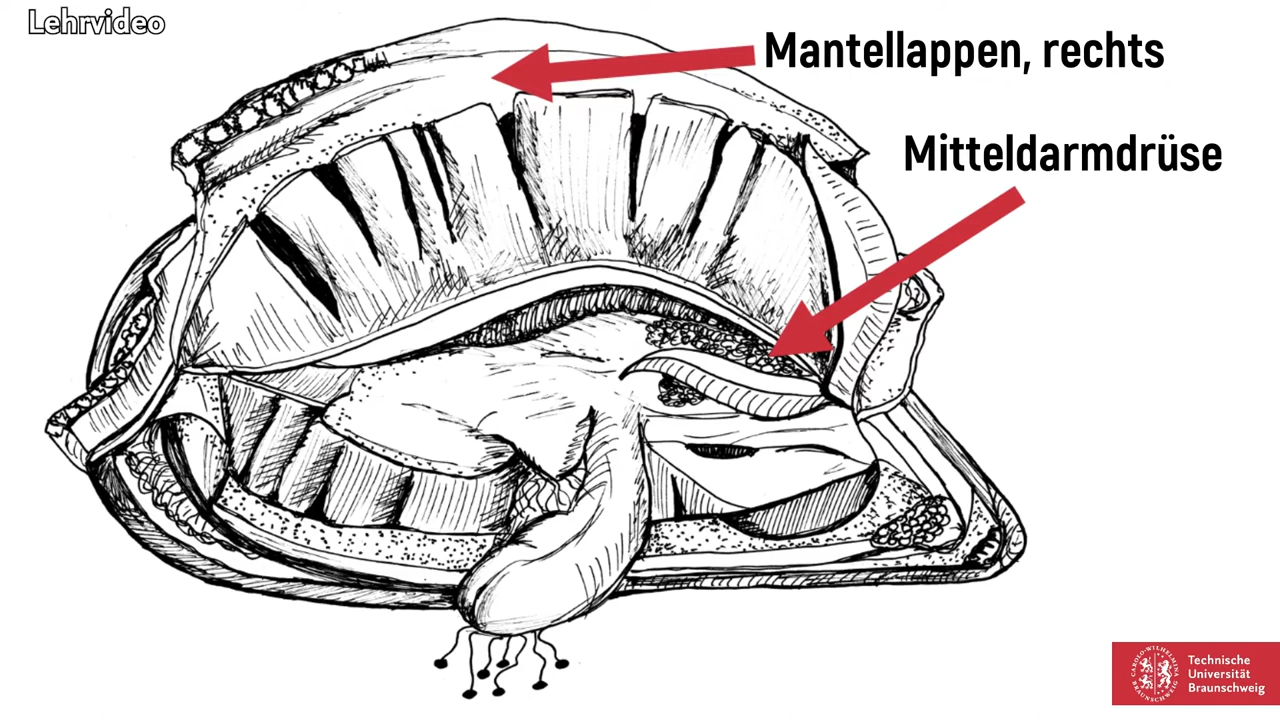 Lehrvideo
Mantellappen, rechts
Mitteldarmdrüse
Technische
Universität
Braunschweig